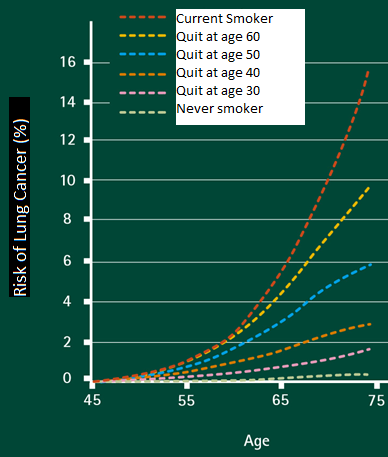 Current Smoker
Quit at age 60
Quit at age 50
Quit at age 40
Quit at age 30
Never smoker
Risk of Lung Cancer (%)
16
14
12
10
8
6
4
2
0
45 55 65 75
Age